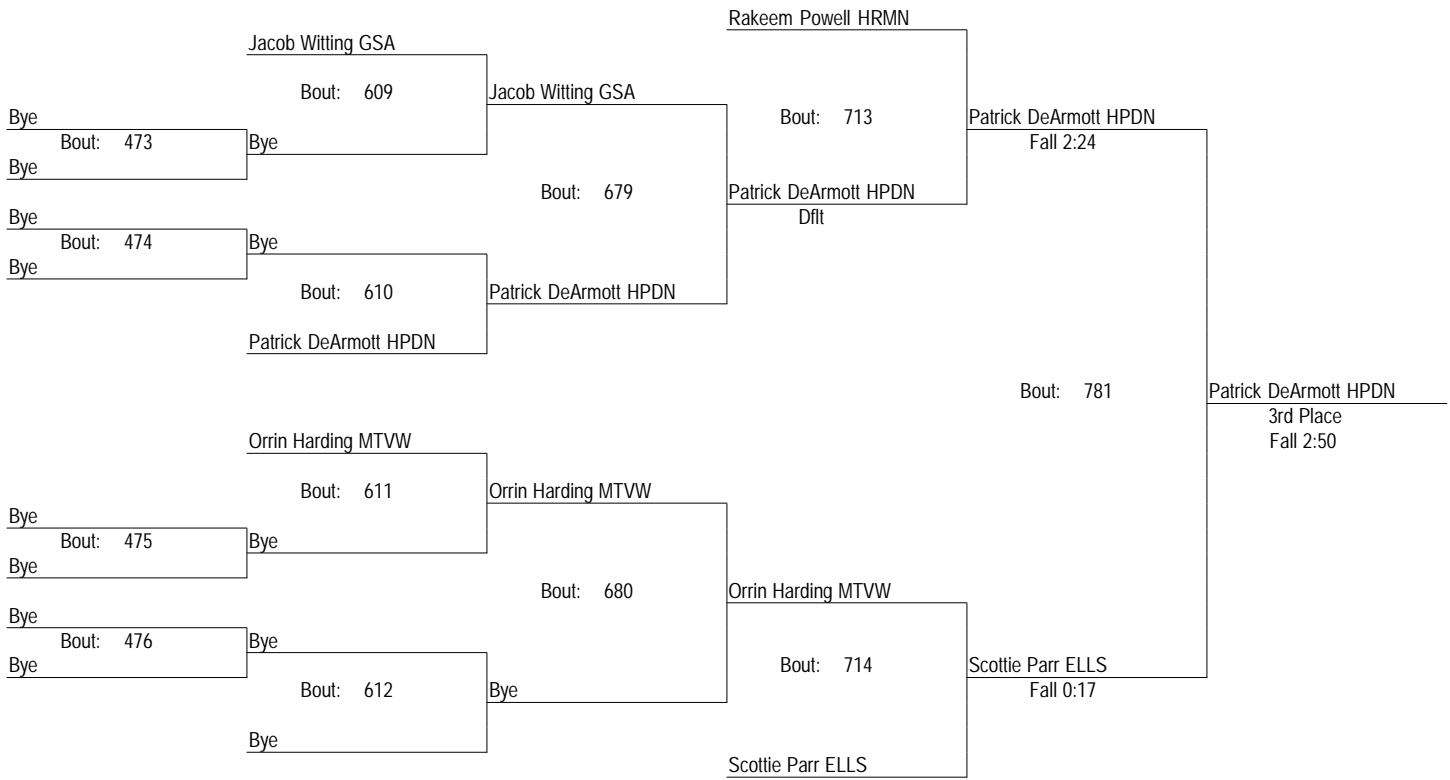 Rakeem Powell HRMN
Jacob Witting GSA
Bout: 609
Jacob Witting GSA
Bye
Bout: 713
Patrick DeArmott HPDN
Bout: 473
Bye
Fall 2:24
Bye
Bout: 679
Patrick DeArmott HPDN
Bye
Dflt
Bout: 474
Bye
Bye
Bout: 610
Patrick DeArmott HPDN
Patrick DeArmott HPDN
Bout: 781
Patrick DeArmott HPDN
3rd Place
Fall 2:50
Orrin Harding MTVW
Bout: 611
Orrin Harding MTVW
Bye
Bout: 475
Bye
Bye
Bout: 680
Orrin Harding MTVW
Bye
Bout: 476
Bye
Bye
Bout: 714
Scottie Parr ELLS
Bout: 612
Bye
Fall 0:17
Bye
Scottie Parr ELLS